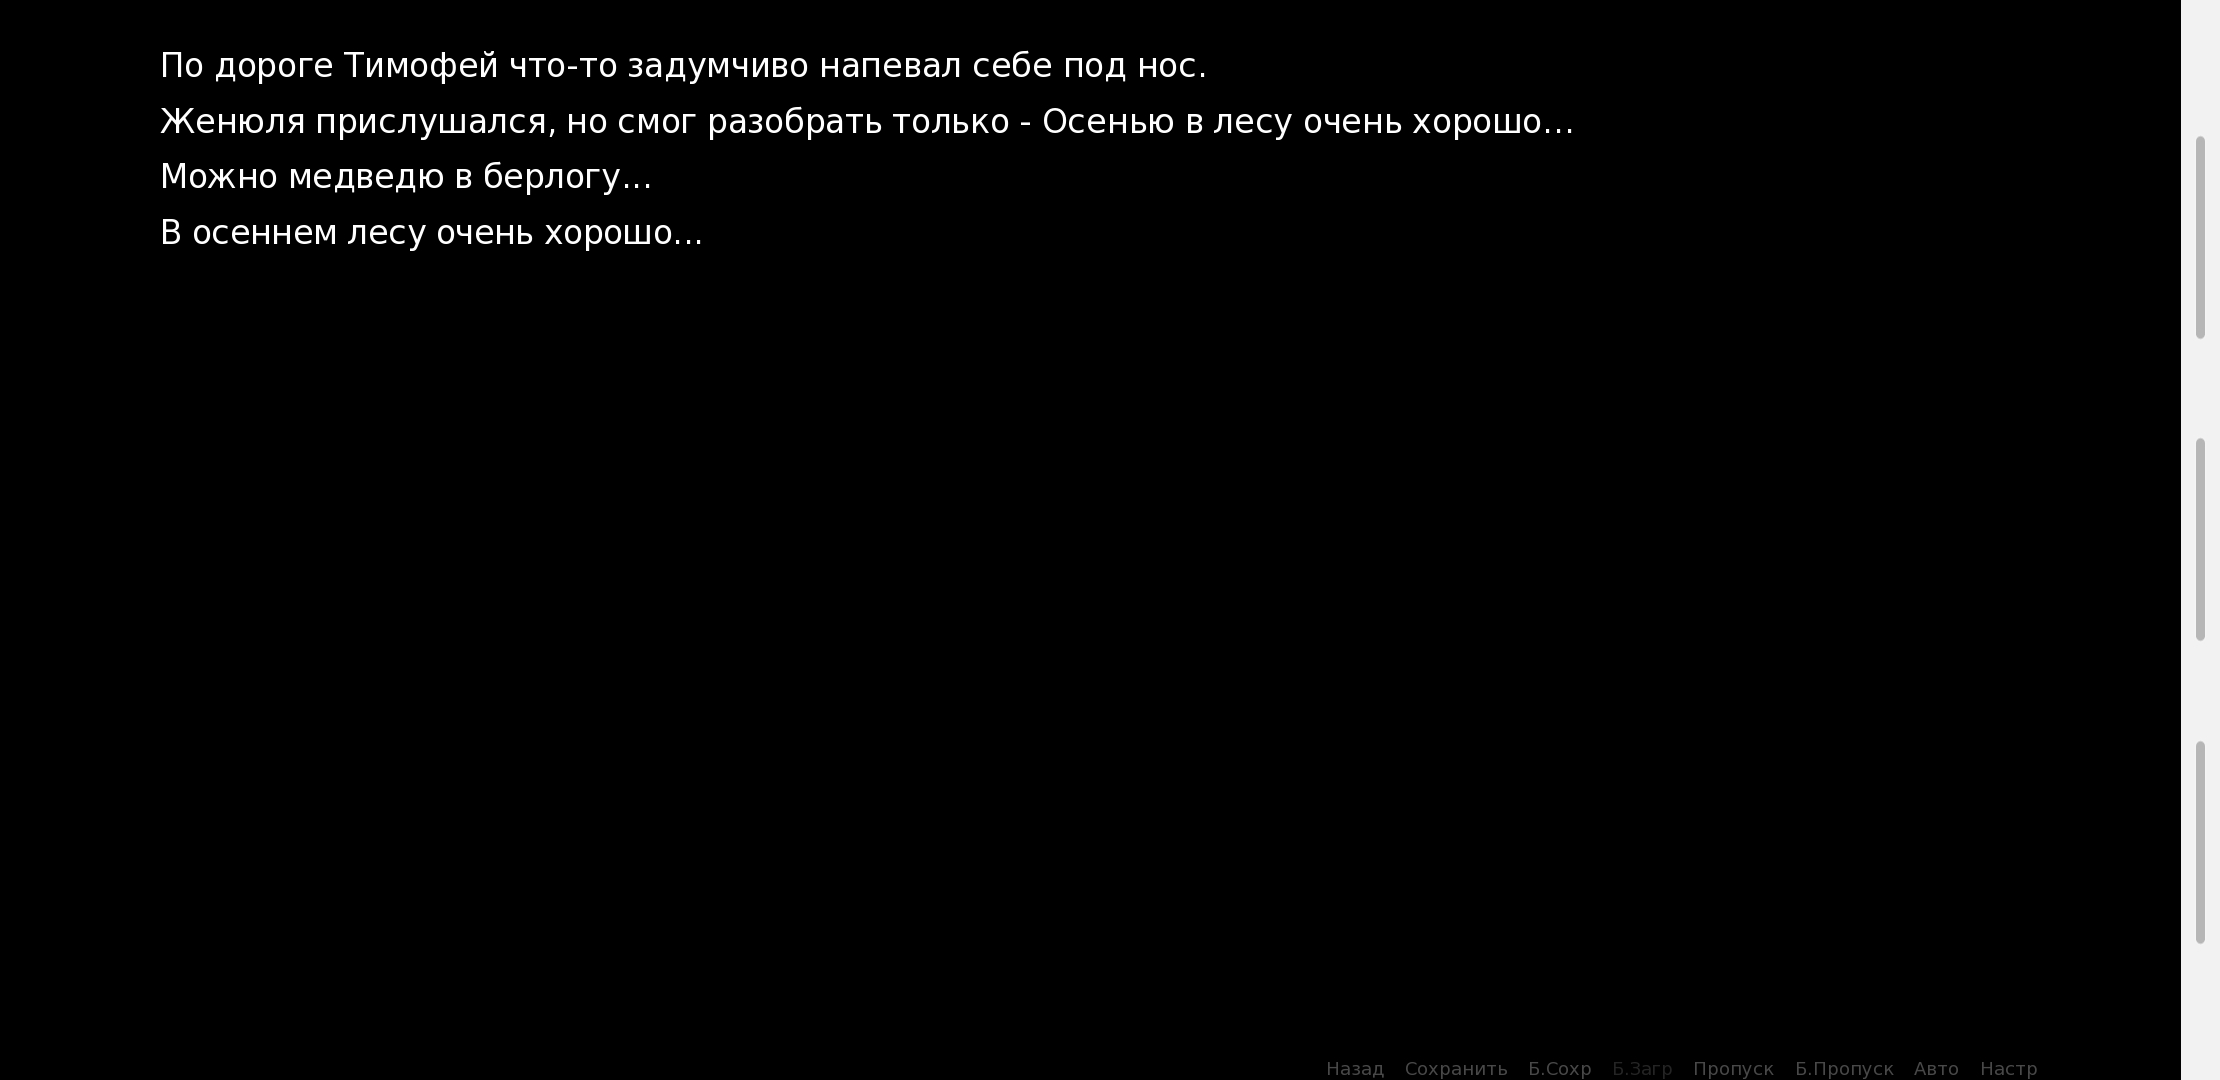 По дороге Тимофей что-то задумчиво напевал себе под нос.
Женюля прислушался, но смог разобрать только - Осенью в лесу очень хорошо...
Можно медведю в берлогу...
В осеннем лесу очень хорошо...
Назад Сохранить Б.Сохр Б.Загр Пропуск Б.Пропуск Авто Настр